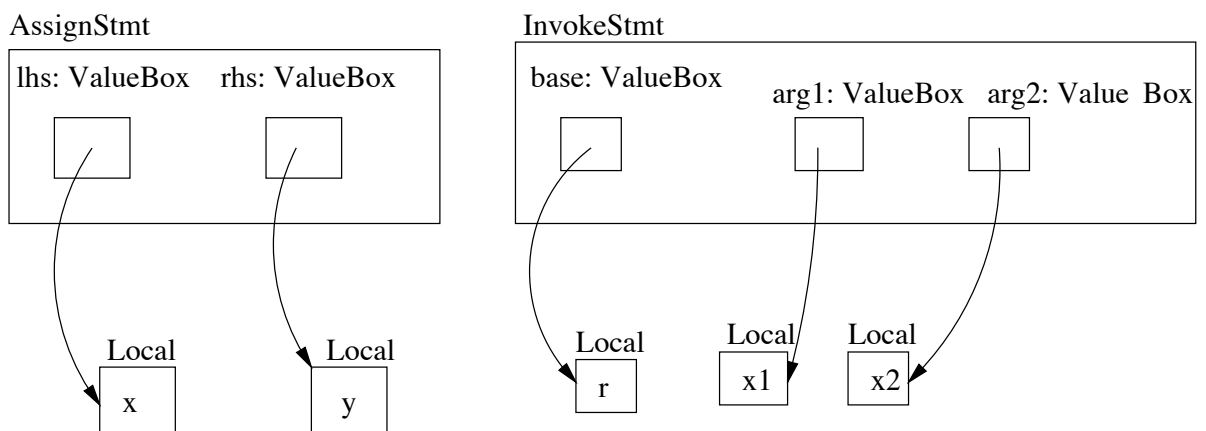 AssignStmt
lhs: ValueBox rhs: ValueBox
Local
x
Local
y
InvokeStmt
base: ValueBox
arg1: ValueBox arg2: Value Box
Local
r
Local
x1
Local
x2